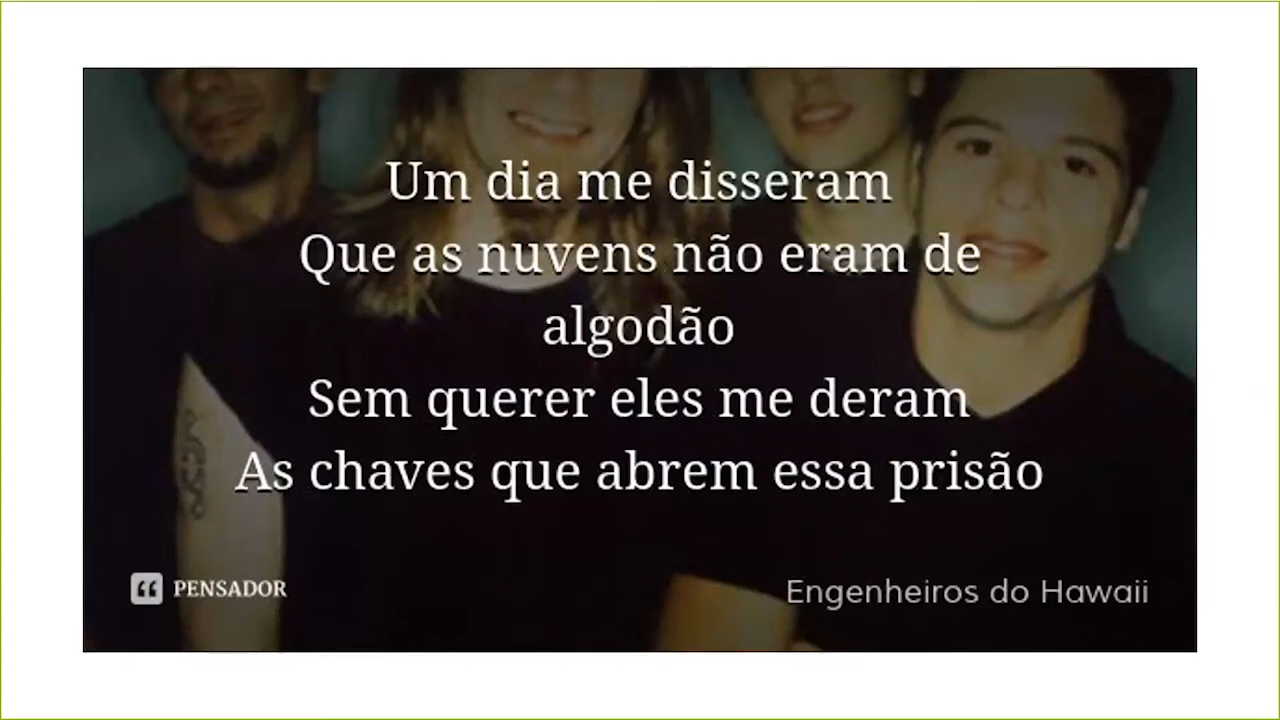 Um dia me disseram
Que as nuvens não eram de
algodão
Sem querer eles me deram
As chaves que abrem essa prisão
PENSADOR
Engenheiros do Hawaii